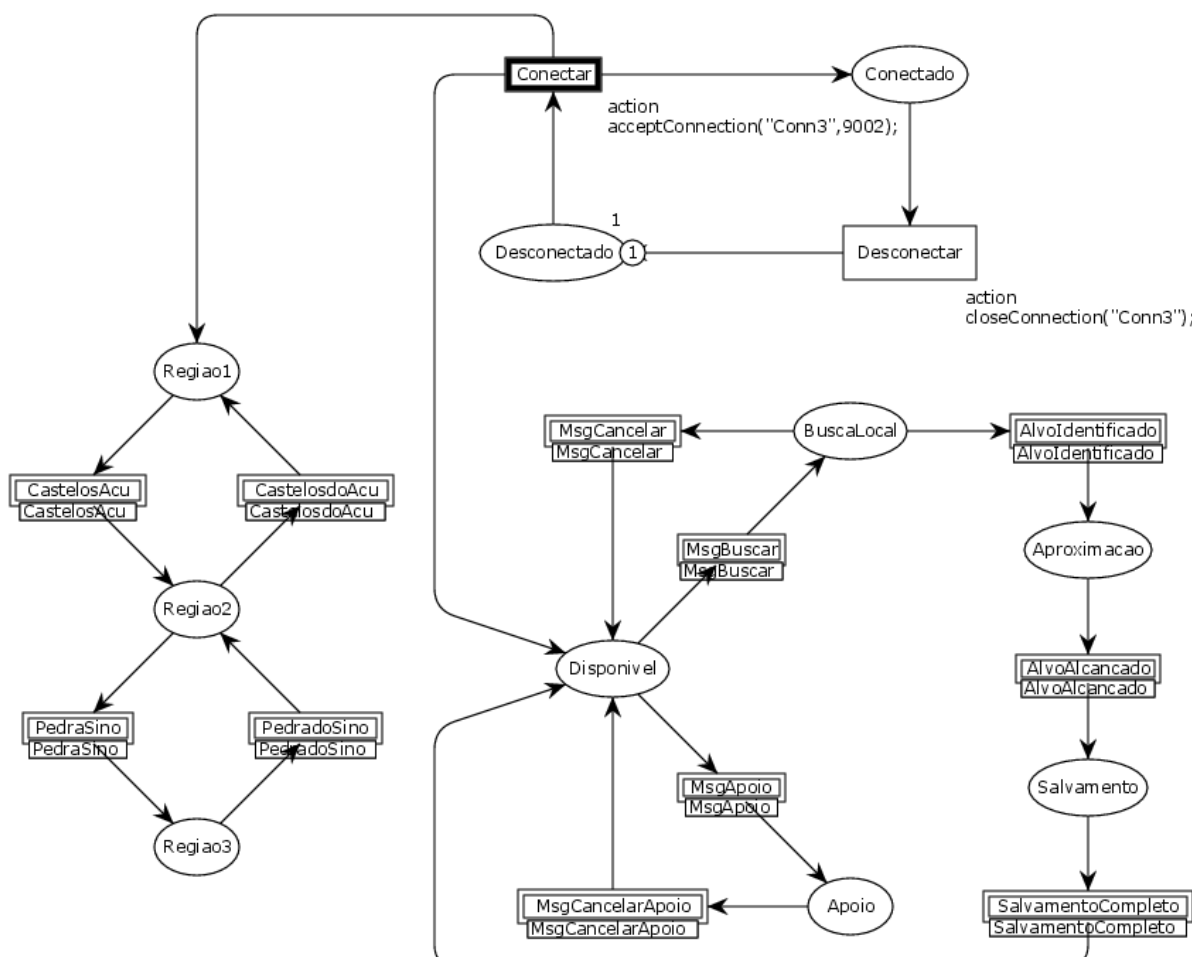 Conectar
Conectado
action
acceptConnection("Conn3",9002);
1
Desconectado
1
Desconectar
action
closeConnection("Conn3");
Regiao1
MsgCancelar
MsgCancelar
BuscaLocal
AlvoIdentificado
AlvoIdentificado
CastelosAcu
CastelosAcu
CastelosdoAcu
CastelosdoAcu
MsgBuscar
MsgBuscar
Aproximacao
Regiao2
Disponivel
AlvoAlcancado
AlvoAlcancado
PedraSino
PedraSino
PedradoSino
PedradoSino
MsgApoio
MsgApoio
Salvamento
Regiao3
MsgCancelarApoio
MsgCancelarApoio
Apoio
SalvamentoCompleto
SalvamentoCompleto